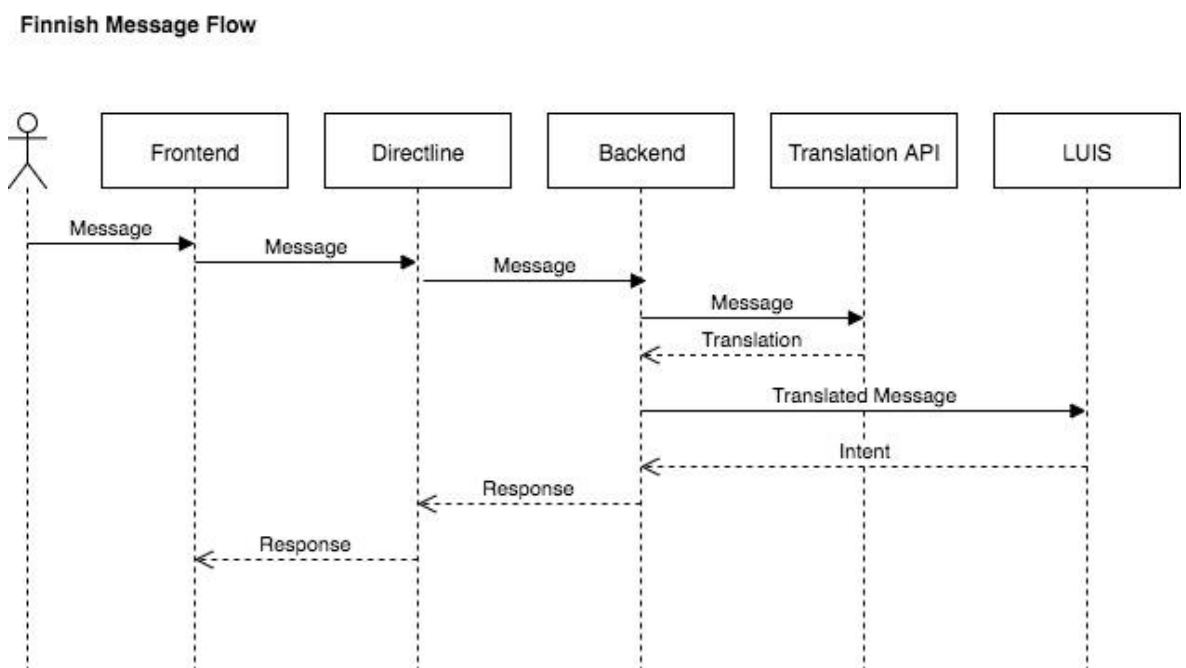 Finnish Message Flow
Frontend
Directline
Backend
Translation API
LUIS
Message
Message
Message
Message
Translation
Translated Message
Intent
Response
Response